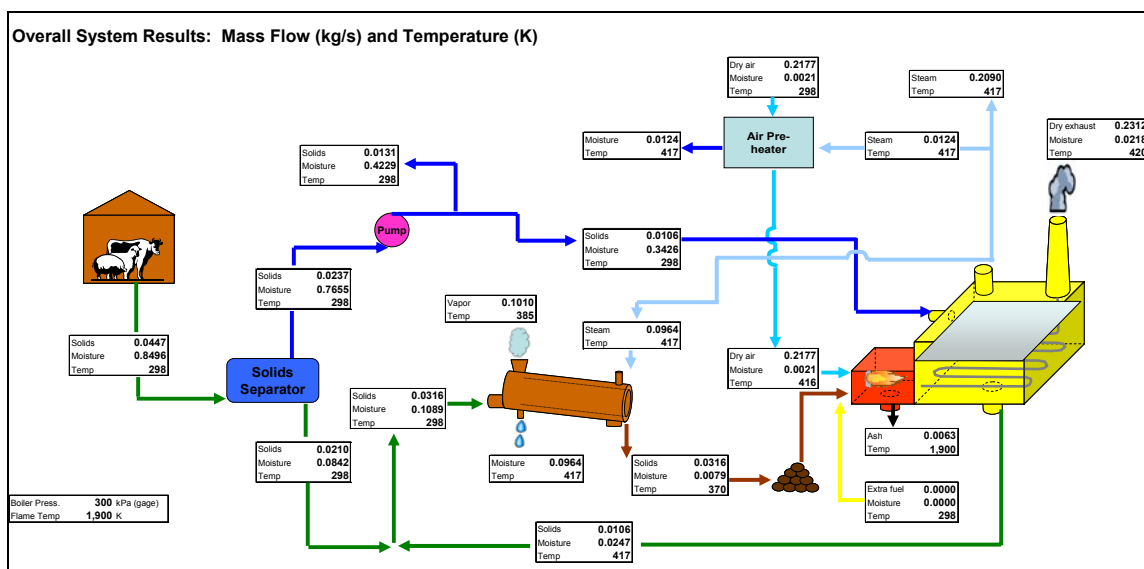 Overall System Results: Mass Flow (kg/s) and Temperature (K)
Dry air 0.2177
Moisture 0.0021
Temp 298
Steam 0.2090
Temp 417
Dry exhaust 0.2312
Moisture 0.0218
Temp 420
Air Pre-
heater
Moisture 0.0124
Temp 417
Steam 0.0124
Temp 417
Solids 0.0131
Moisture 0.4229
Temp 298
Pump
Solids 0.0106
Moisture 0.3426
Temp 298
Solids 0.0237
Moisture 0.7655
Temp 298
Vapor 0.1010
Temp 385
Steam 0.0964
Temp 417
Solids 0.0447
Moisture 0.8496
Temp 298
Solids
Separator
Dry air 0.2177
Moisture 0.0021
Temp 416
Solids 0.0316
Moisture 0.1089
Temp 298
Solids 0.0210
Moisture 0.0842
Temp 298
Moisture 0.0964
Temp 417
Solids 0.0316
Moisture 0.0079
Temp 370
Ash 0.0063
Temp 1,900
Extra fuel 0.0000
Moisture 0.0000
Temp 298
Boiler Press. 300 kPa (gage)
Flame Temp 1,900 K
Solids 0.0106
Moisture 0.0247
Temp 417